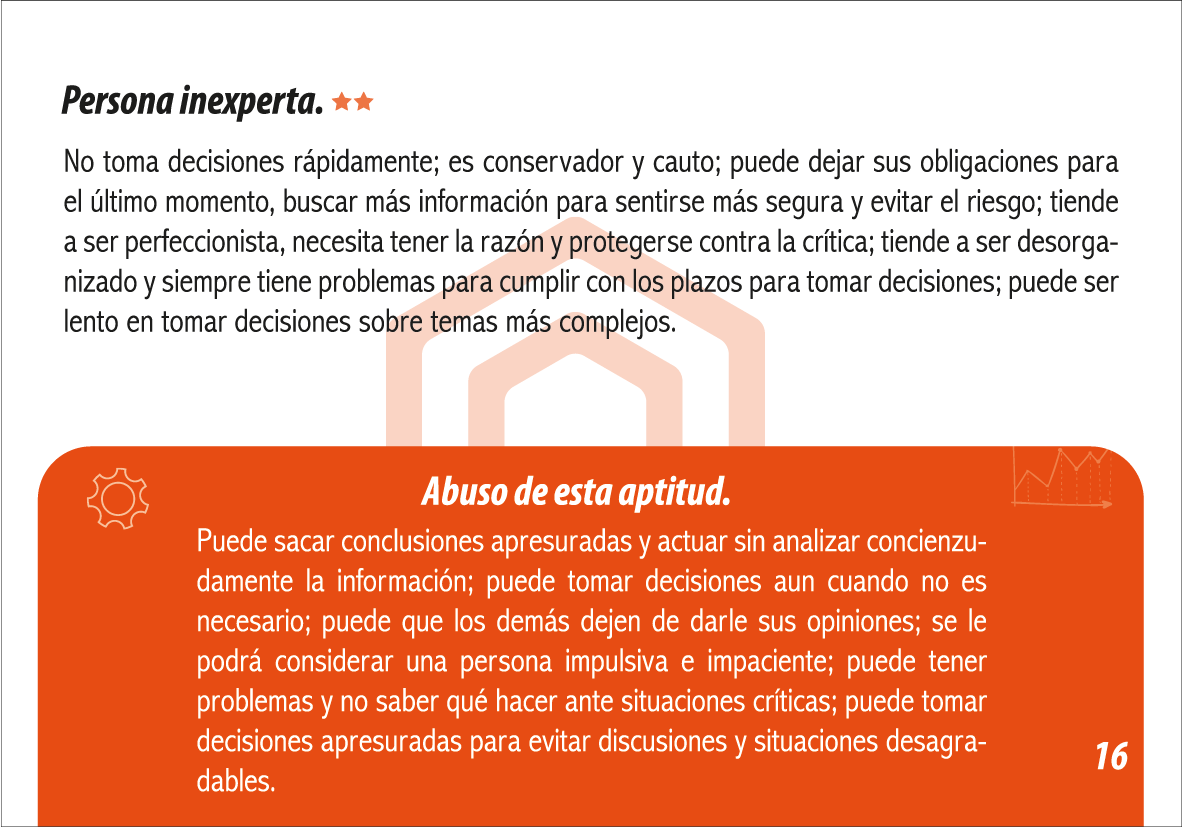 Persona inexperta.
No toma decisiones rápidamente; es conservador y cauto; puede dejar sus obligaciones para
el último momento, buscar más información para sentirse más segura y evitar el riesgo; tiende
a ser perfeccionista, necesita tener la razón y protegerse contra la crítica; tiende a ser desorga-
nizado y siempre tiene problemas para cumplir con los plazos para tomar decisiones; puede ser
lento en tomar decisiones sobre temas más complejos.
Abuso de esta aptitud.
Puede sacar conclusiones apresuradas y actuar sin analizar concienzu-
damente la información; puede tomar decisiones aun cuando no es
necesario; puede que los demás dejen de darle sus opiniones; se le
podrá considerar una persona impulsiva e impaciente; puede tener
problemas y no saber qué hacer ante situaciones críticas; puede tomar
decisiones apresuradas para evitar discusiones y situaciones desagra-
dables.
16